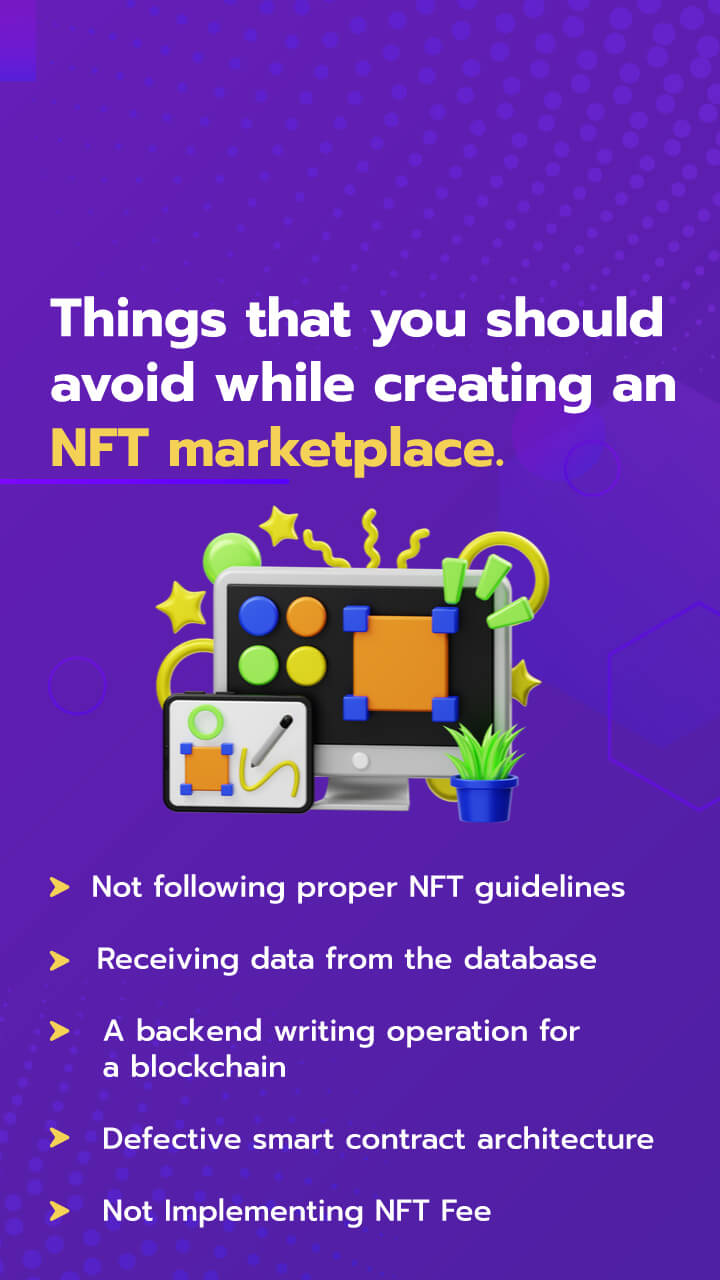 Things that you should
avoid while creating an
NFT marketplace.
Not following proper NFT guidelines
Receiving data from the database
A backend writing operation for
a blockchain
Defective smart contract architecture
Not Implementing NFT Fee